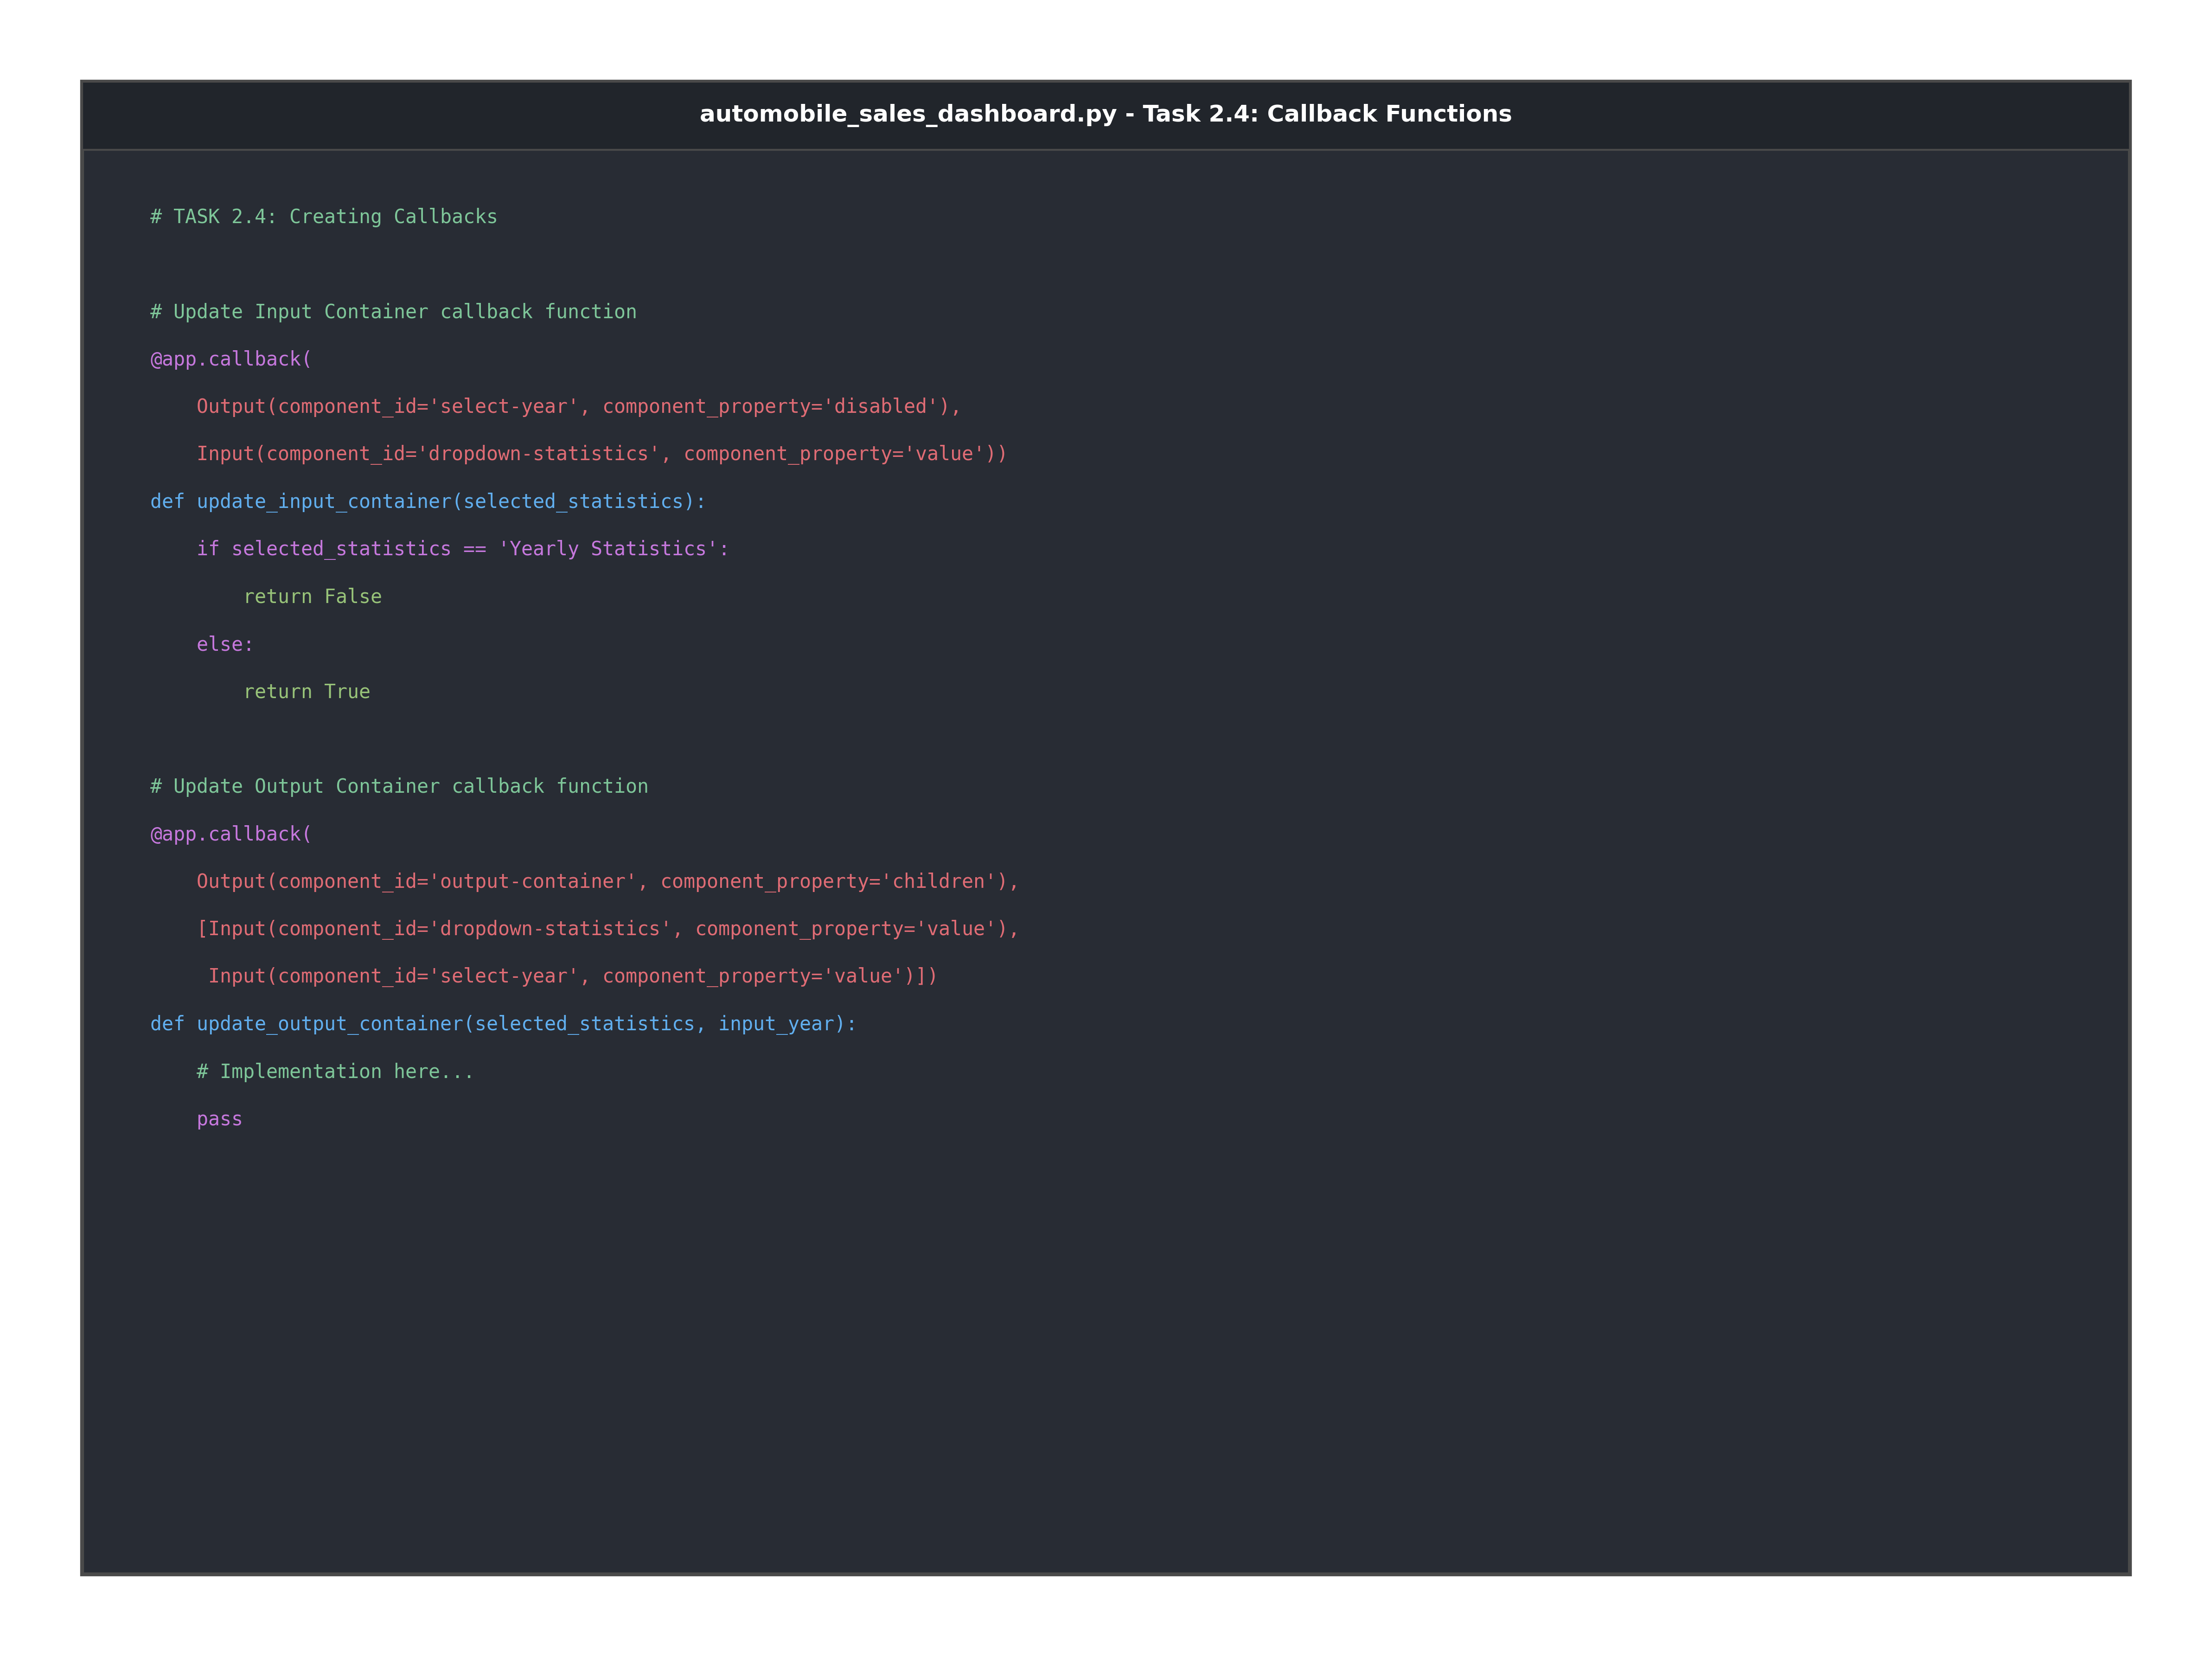 automobile_sales_dashboard.py - Task 2.4: Callback Functions
# TASK 2.4: Creating Callbacks
# Update Input Container callback function
@app.callback(
    Output(component_id='select-year', component_property='disabled'),
    Input(component_id='dropdown-statistics', component_property='value'))
def update_input_container(selected_statistics):
    if selected_statistics == 'Yearly Statistics':
        return False
    else:
        return True
# Update Output Container callback function
@app.callback(
    Output(component_id='output-container', component_property='children'),
    [Input(component_id='dropdown-statistics', component_property='value'),
     Input(component_id='select-year', component_property='value')])
def update_output_container(selected_statistics, input_year):
    # Implementation here...
    pass